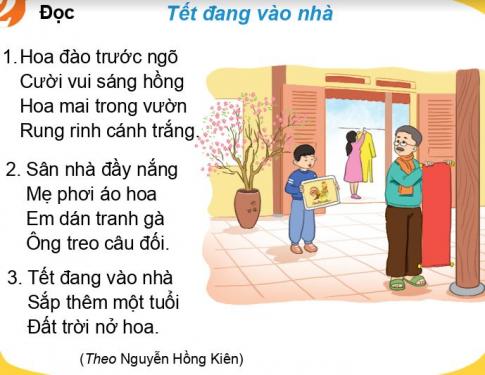 Đọc
Tết đang vào nhà
1. Hoa đào trước ngõ
Cười vui sáng hồng
Hoa mai trong vườn
Rung rinh cánh trắng.
2. Sân nhà đầy nắng
Mẹ phơi áo hoa
Em dán tranh gà
Ông treo câu đối.
3. Tết đang vào nhà
Sắp thêm một tuổi
Đất trời nở hoa.
(Theo Nguyễn Hồng Kiên)